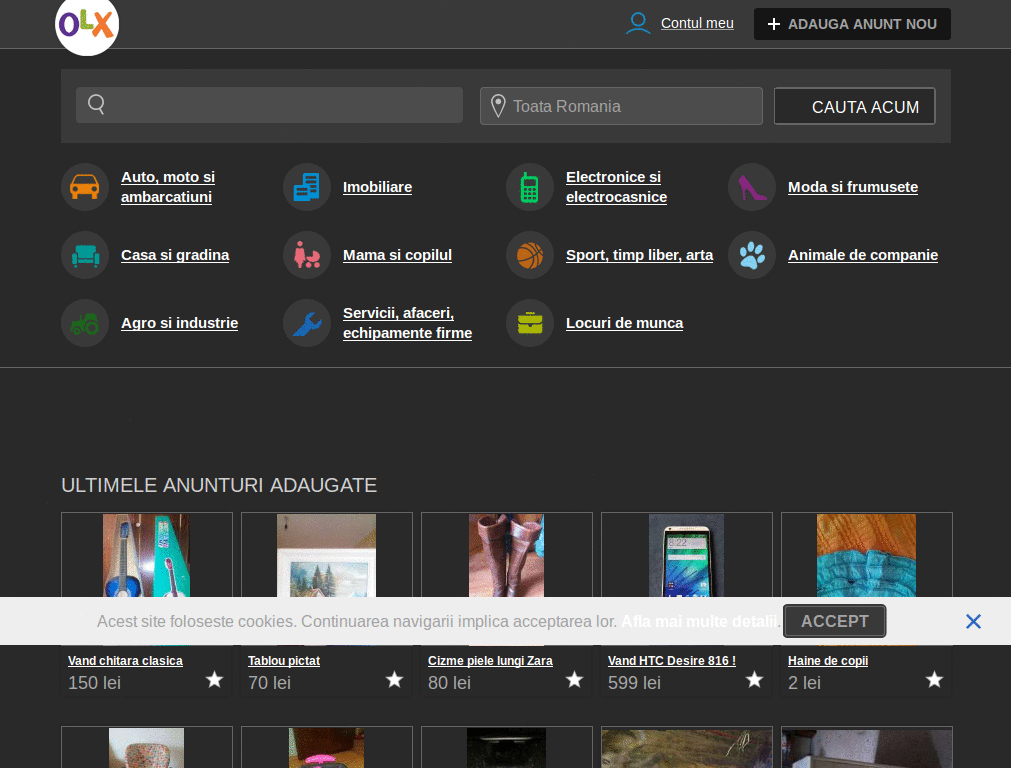 OLX
Contul meu
+ ADAUGA ANUNT NOU
Toata Romania
CAUTA ACUM
Auto, moto si
ambarcatiuni
Imobiliare
Electronice si
electrocasnice
Moda si frumusete
Casa si gradina
Mama si copilul
Sport, timp liber, arta
Animale de companie
Agro si industrie
Servicii, afaceri,
echipamente firme
Locuri de munca
ULTIMELE ANUNTURI ADAUGATE
Acest site foloseste cookies. Continuarea navigarii implica acceptarea lor. Afla mai multe detalii.
ACCEPT
Vand chitara clasica
150 lei
Tablou pictat
70 lei
Cizme piele lungi Zara
80 lei
Vand HTC Desire 816 !
599 lei
Haine de copii
2 lei